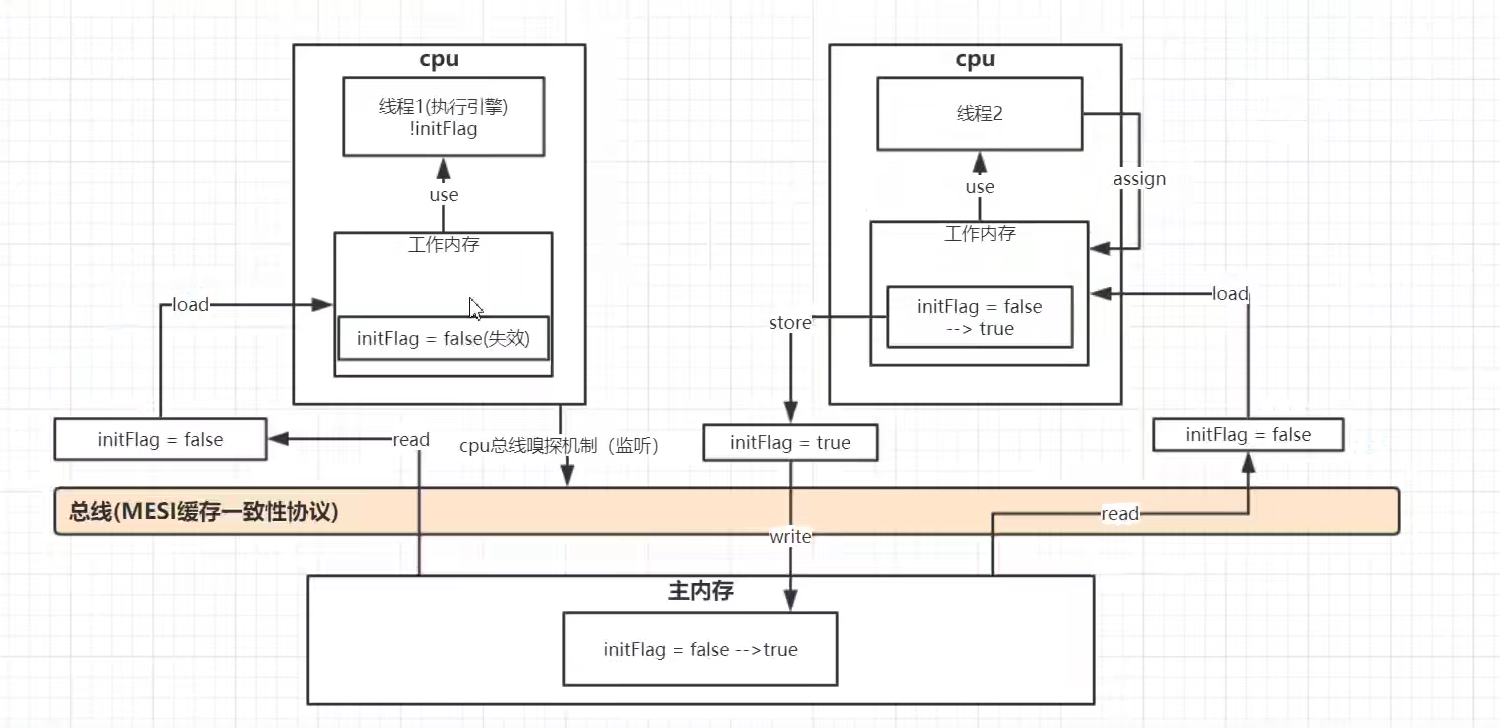 cpu
线程1(执行引擎)
!initFlag
use
工作内存
initFlag = false(失效)
load
initFlag = false
read
cpu总线嗅探机制（监听）
cpu
线程2
use
assign
工作内存
initFlag = false
--> true
store
load
initFlag = true
initFlag = false
总线(MESI缓存一致性协议)
write
read
主内存
initFlag = false -->true